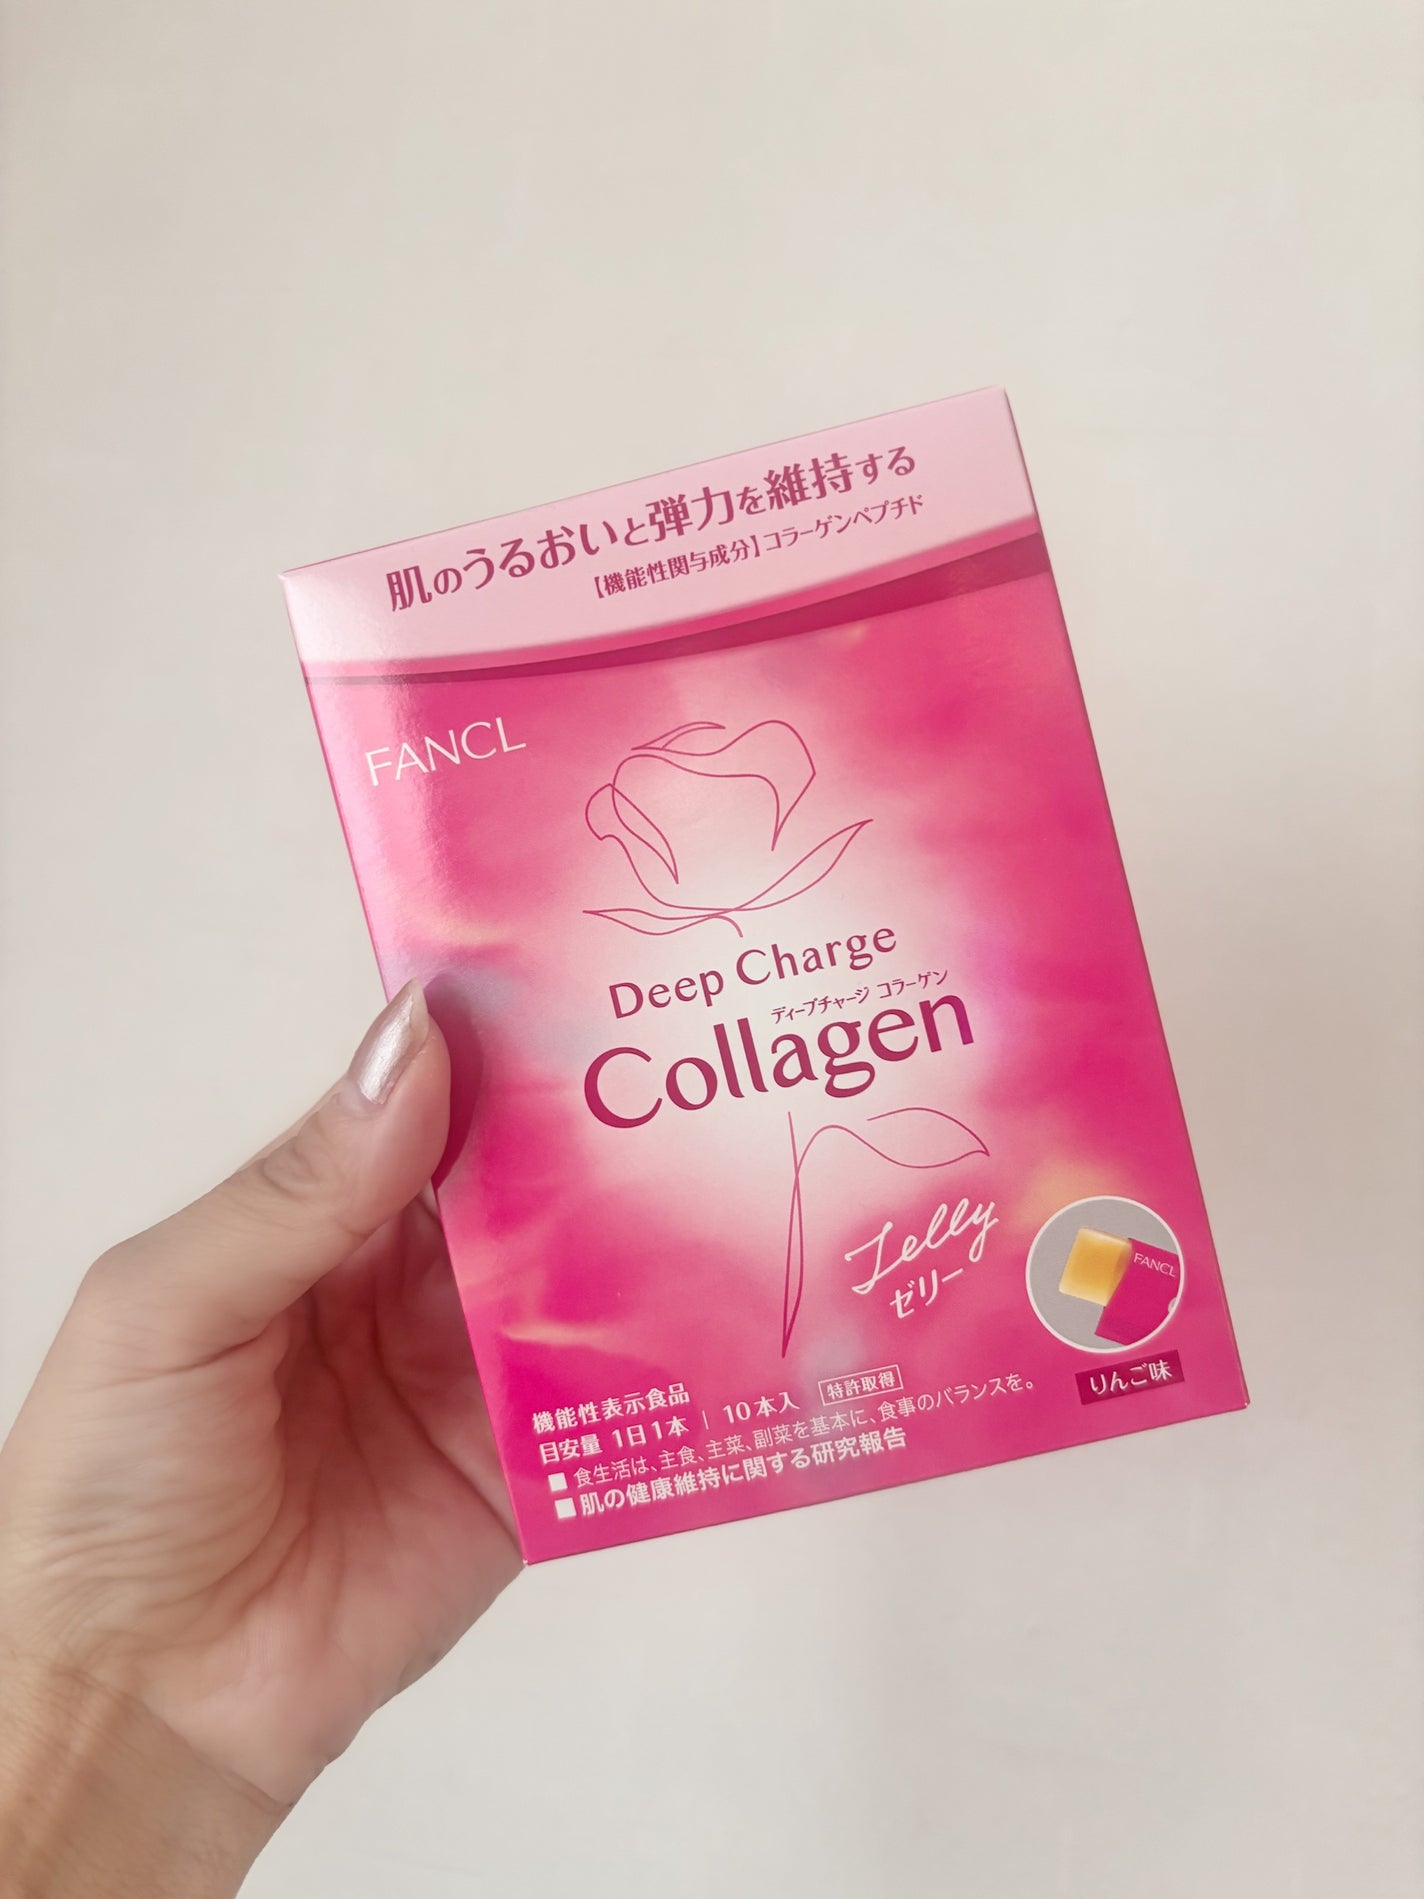 肌のうるおいと弾力を維持する
【機能性関与成分】コラーゲンペプチド
FANCL
Deep Charge
ディープチャージ コラーゲン
Collagen
Jelly
ゼリー
FANCL
りんご味
機能性表示食品
目安量 1日1本 | 10本入 特許取得
■ 食生活は、主食、主菜、副菜を基本に、食事のバランスを。
■ 肌の健康維持に関する研究報告